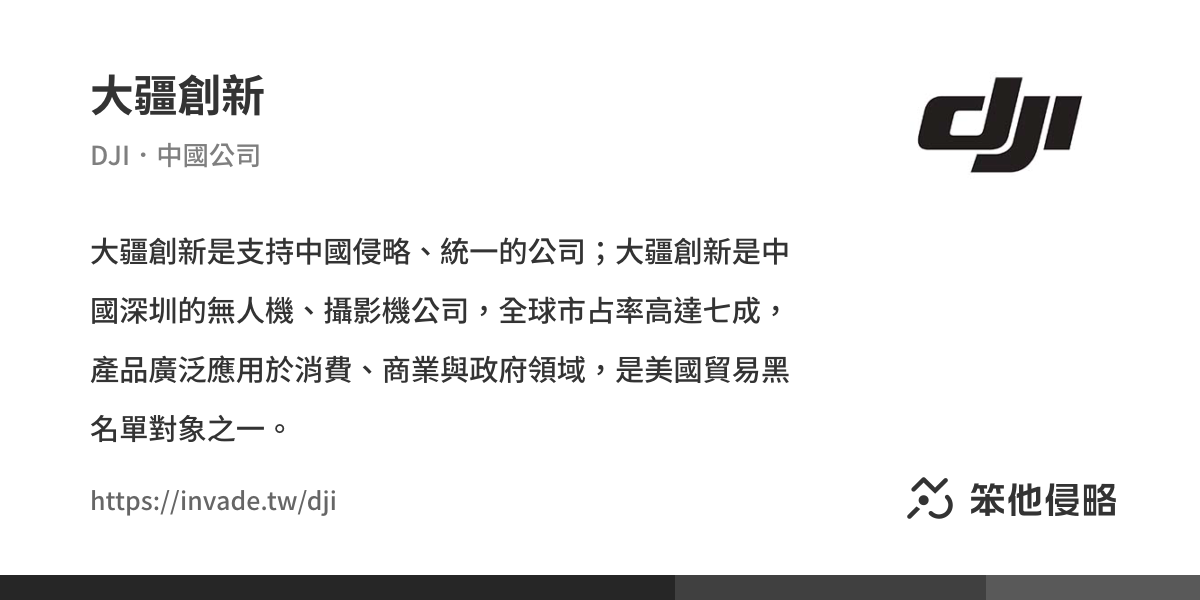 大疆創新
DJI・中國公司
dji
大疆創新是支持中國侵略、統一的公司；大疆創新是中
國深圳的無人機、攝影機公司，全球市占率高達七成，
產品廣泛應用於消費、商業與政府領域，是美國貿易黑
名單對象之一。
https://invade.tw/dji
笨他侵略